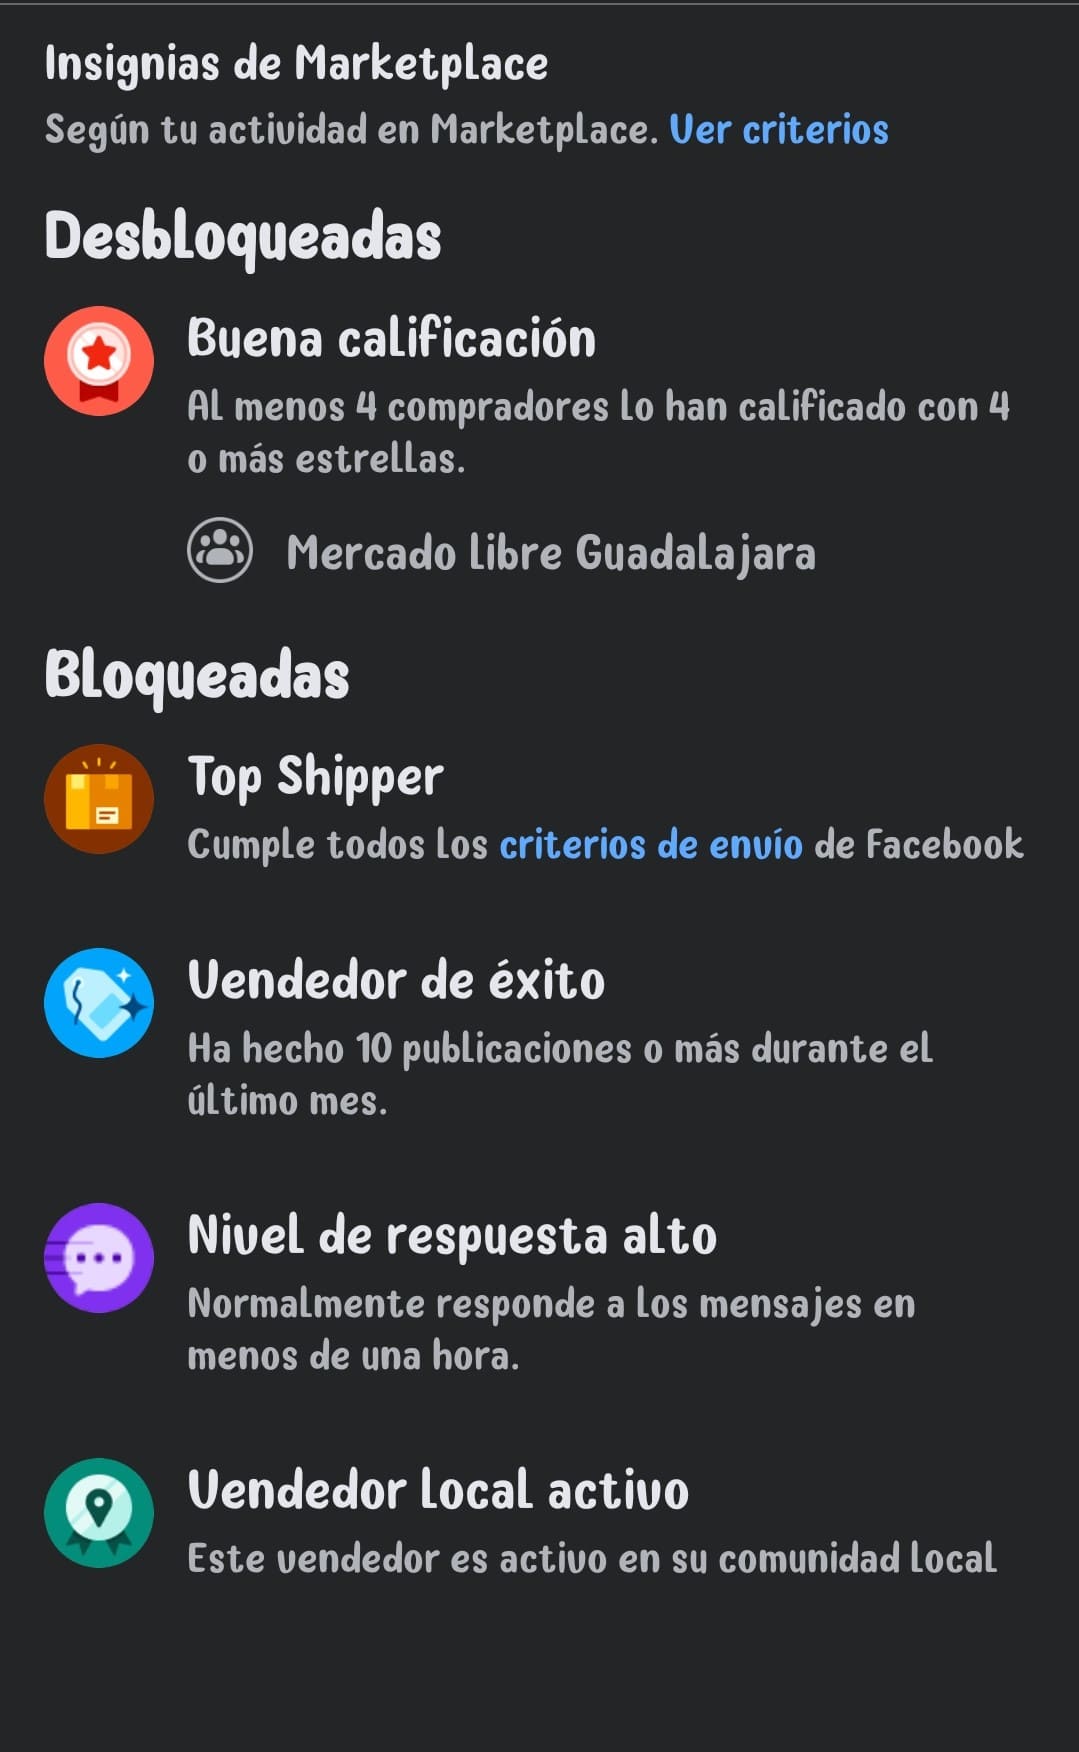 Insignias de Marketplace
Según tu actividad en Marketplace. Ver criterios
Desbloqueadas
Buena calificación
Al menos 4 compradores lo han calificado con 4
o más estrellas.
Mercado libre Guadalajara
Bloqueadas
Top Shipper
Cumple todos los criterios de envío de Facebook
Vendedor de éxito
Ha hecho 10 publicaciones o más durante el
último mes.
Nivel de respuesta alto
Normalmente responde a los mensajes en
menos de una hora.
Vendedor local activo
Este vendedor es activo en su comunidad local